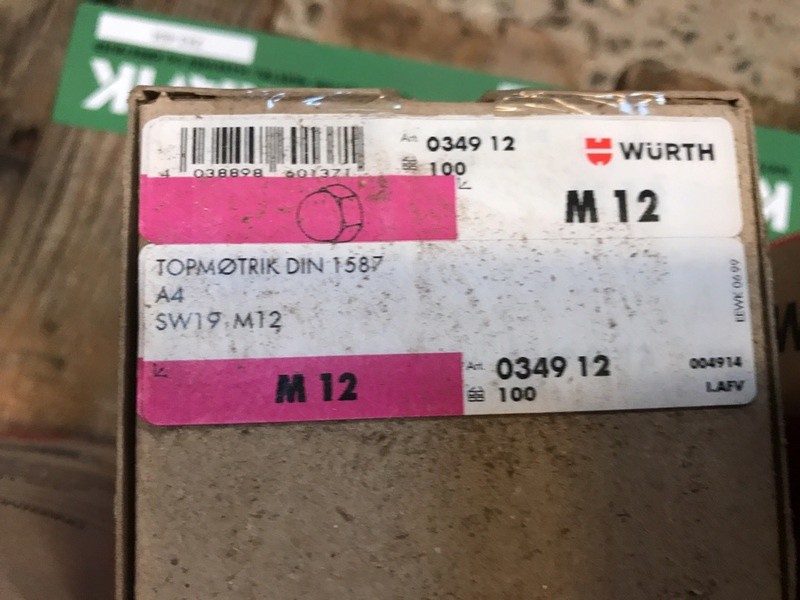 Art. 0349 12
WÜRTH
4 038898 601371
100
M 12
TOPMØTRIK DIN 1587
A4
SW19, M12
EEWK 06 99
M 12
Art. 0349 12
004914
100
LAFV